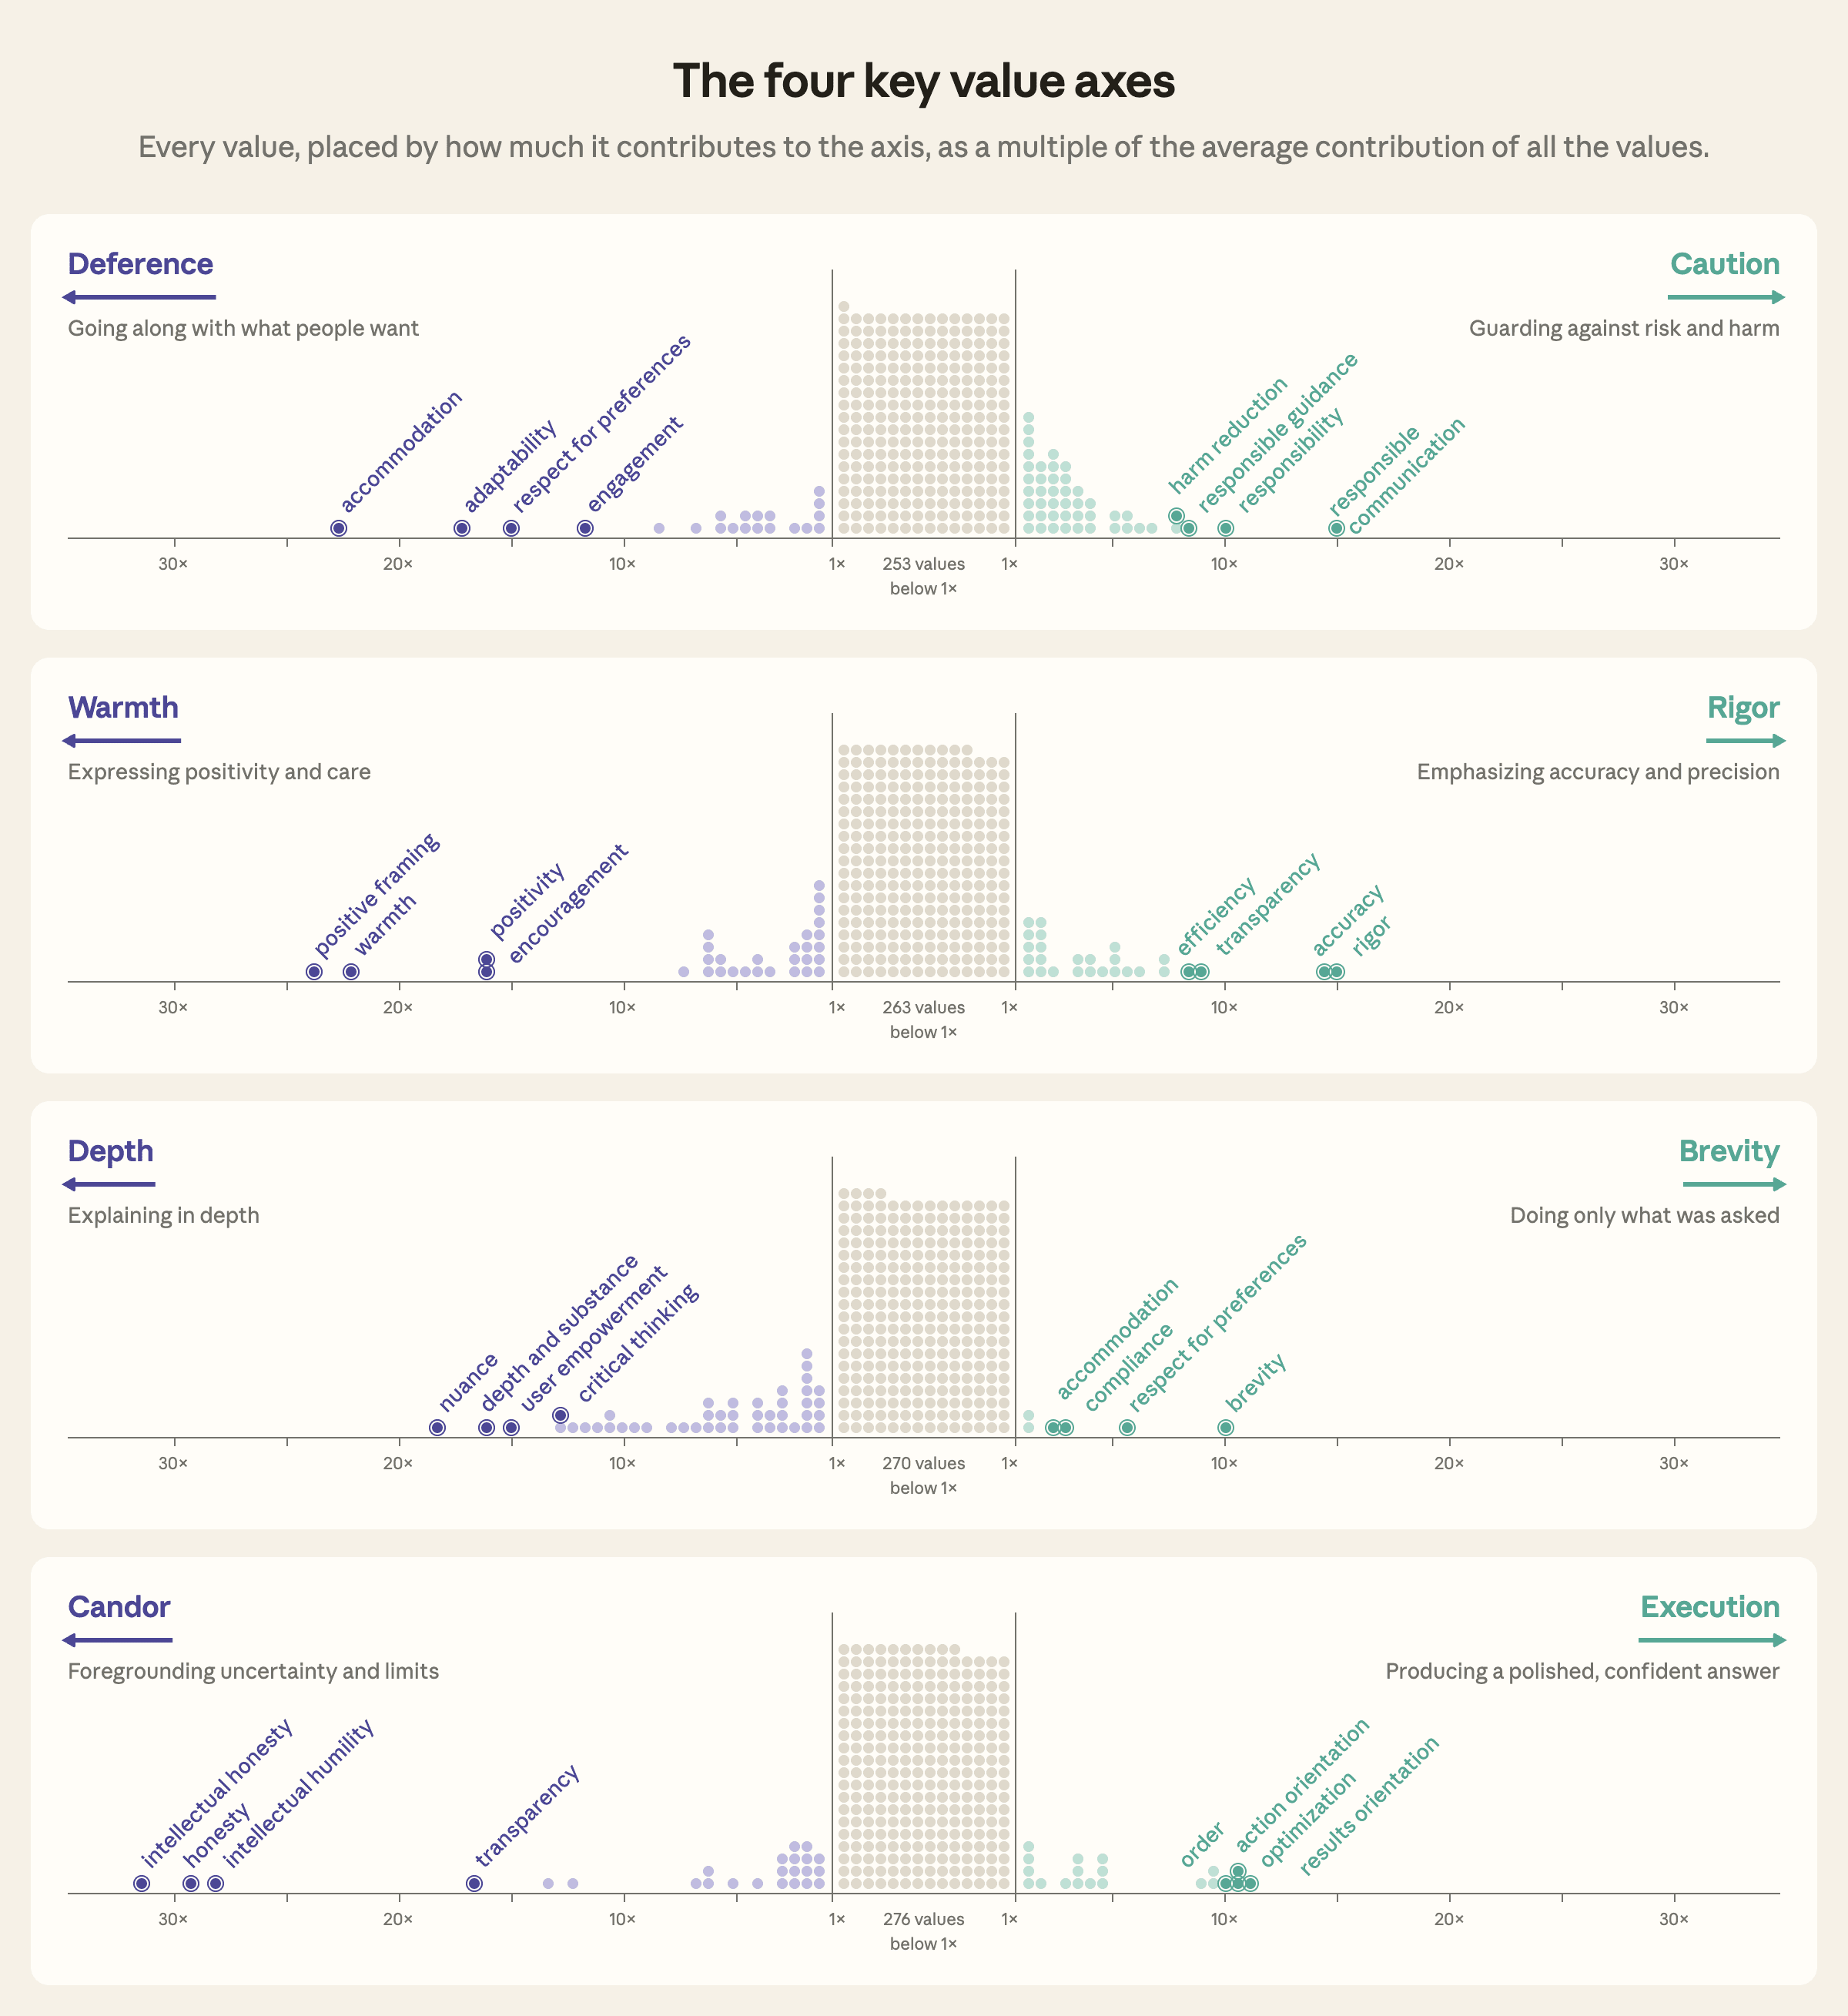 The four key value axes
Every value, placed by how much it contributes to the axis, as a multiple of the average contribution of all the values.
Deference
Caution
Going along with what people want
Guarding against risk and harm
accommodation
adaptability
respect for preferences
engagement
harm reduction
responsible guidance
responsibility
responsible
communication
30×
20×
10×
1×
253 values
below 1×
1×
10×
20×
30×
Warmth
Rigor
Expressing positivity and care
Emphasizing accuracy and precision
positive framing
warmth
positivity
encouragement
efficiency
transparency
accuracy
rigor
30×
20×
10×
1×
263 values
below 1×
1×
10×
20×
30×
Depth
Brevity
Explaining in depth
Doing only what was asked
nuance
depth and substance
user empowerment
critical thinking
accommodation
compliance
respect for preferences
brevity
30×
20×
10×
1×
270 values
below 1×
1×
10×
20×
30×
Candor
Execution
Foregrounding uncertainty and limits
Producing a polished, confident answer
intellectual honesty
honesty
intellectual humility
transparency
order
action orientation
optimization
results orientation
30×
20×
10×
1×
276 values
below 1×
1×
10×
20×
30×